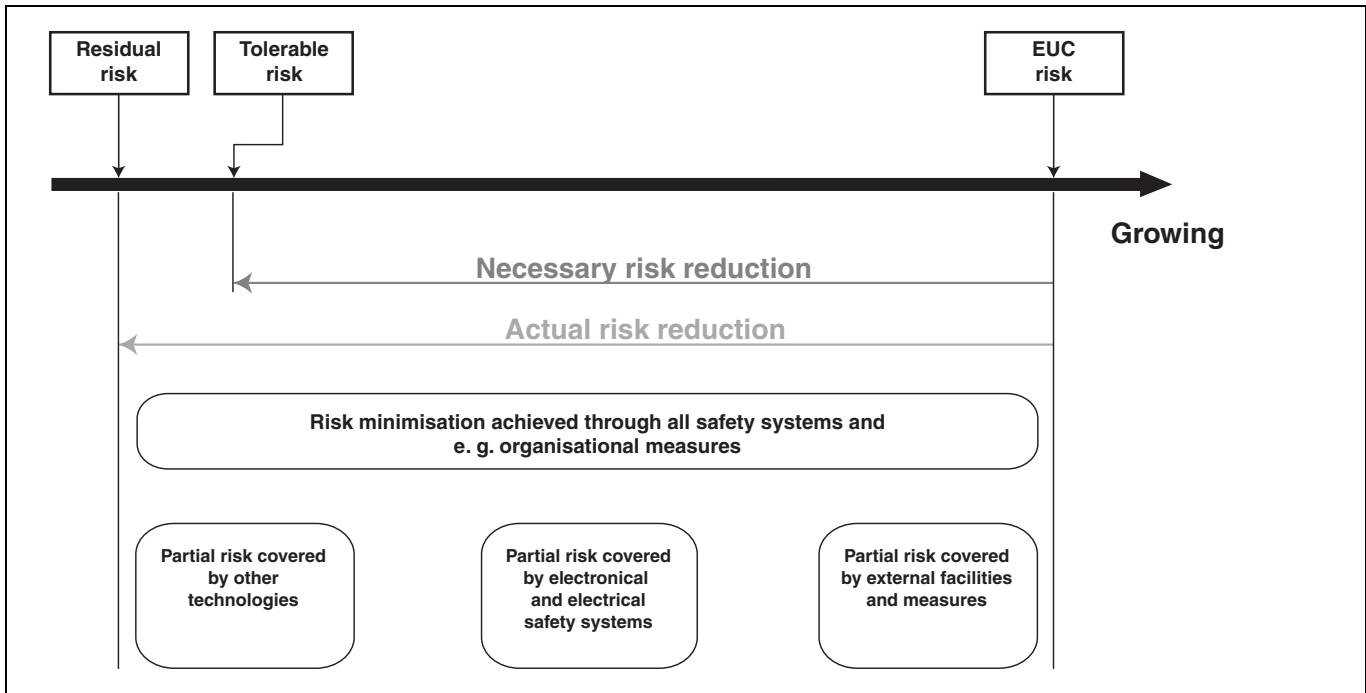 Residual
risk
Tolerable
risk
EUC
risk
Growing
Necessary risk reduction
Actual risk reduction
Risk minimisation achieved through all safety systems and
e. g. organisational measures
Partial risk covered
by other
technologies
Partial risk covered
by electronical
and electrical
safety systems
Partial risk covered
by external facilities
and measures